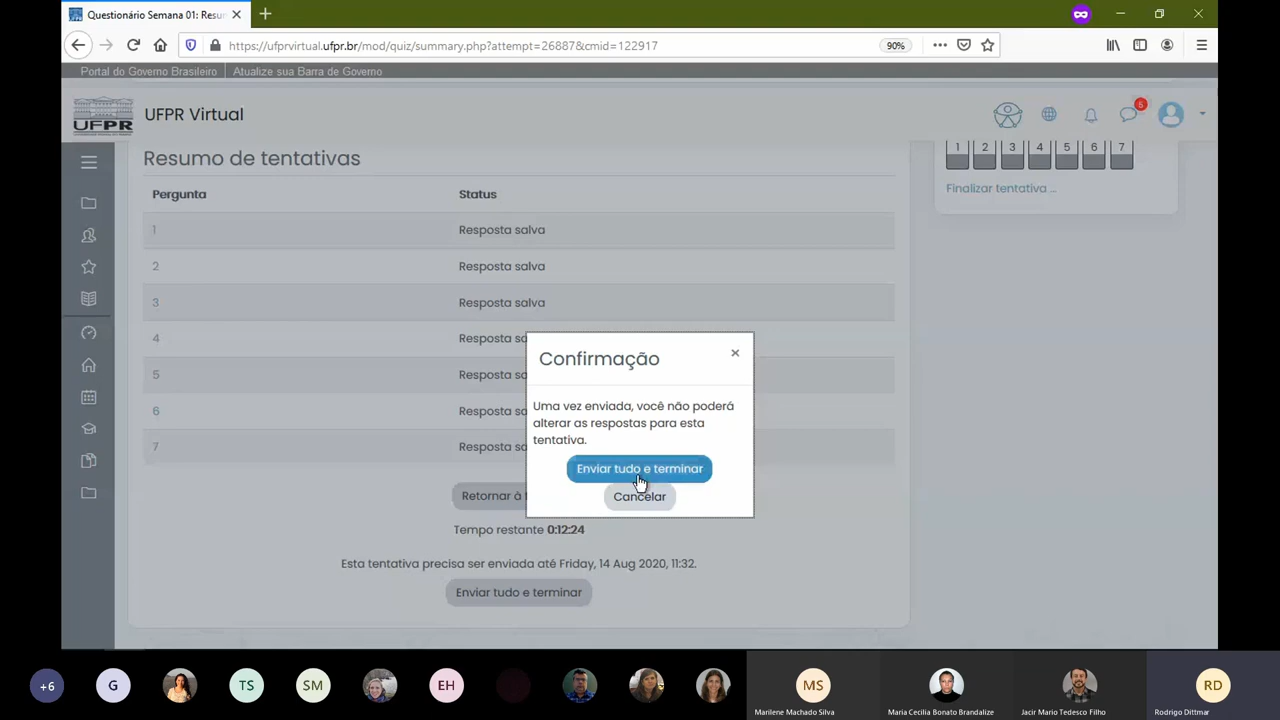 Questionário Semana 01: Resu
https://ufprvirtual.ufpr.br/mod/quiz/summary.php?attempt=26887&cmid=122917
90%
Portal do Governo Brasileiro
Atualize sua Barra de Governo
UFPR
UFPR Virtual
5
Resumo de tentativas
1 2 3 4 5 6 7
Finalizar tentativa ...
Pergunta Status
1 Resposta salva
2 Resposta salva
3 Resposta salva
4 Resposta sa
5 Resposta sa
6 Resposta sa
7 Resposta sa
Confirmação
Uma vez enviada, você não poderá
alterar as respostas para esta
tentativa.
Enviar tudo e terminar
Cancelar
Retornar à
Tempo restante 0:12:24
Esta tentativa precisa ser enviada até Friday, 14 Aug 2020, 11:32.
Enviar tudo e terminar
+6
G
TS
SM
EH
MS
RD
Marilene Machado Silva
Maria Cecilia Bonato Brandalize
Jacir Mario Tedesco Filho
Rodrigo Dittmar